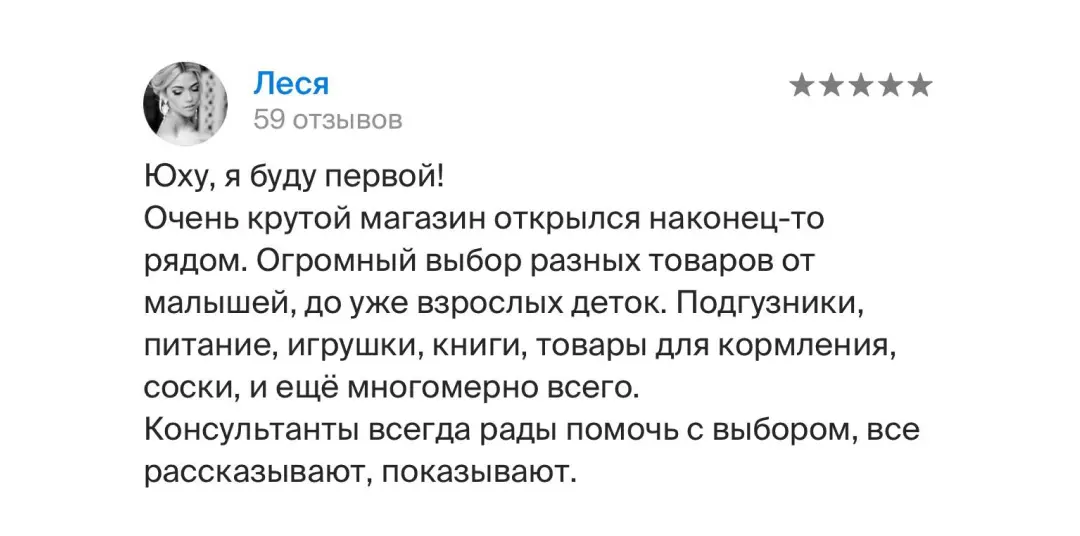 Леся
59 отзывов
Юху, я буду первой!
Очень крутой магазин открылся наконец-то
рядом. Огромный выбор разных товаров от
малышей, до уже взрослых деток. Подгузники,
питание, игрушки, книги, товары для кормления,
соски, и ещё многомерно всего.
Консультанты всегда рады помочь с выбором, все
рассказывают, показывают.